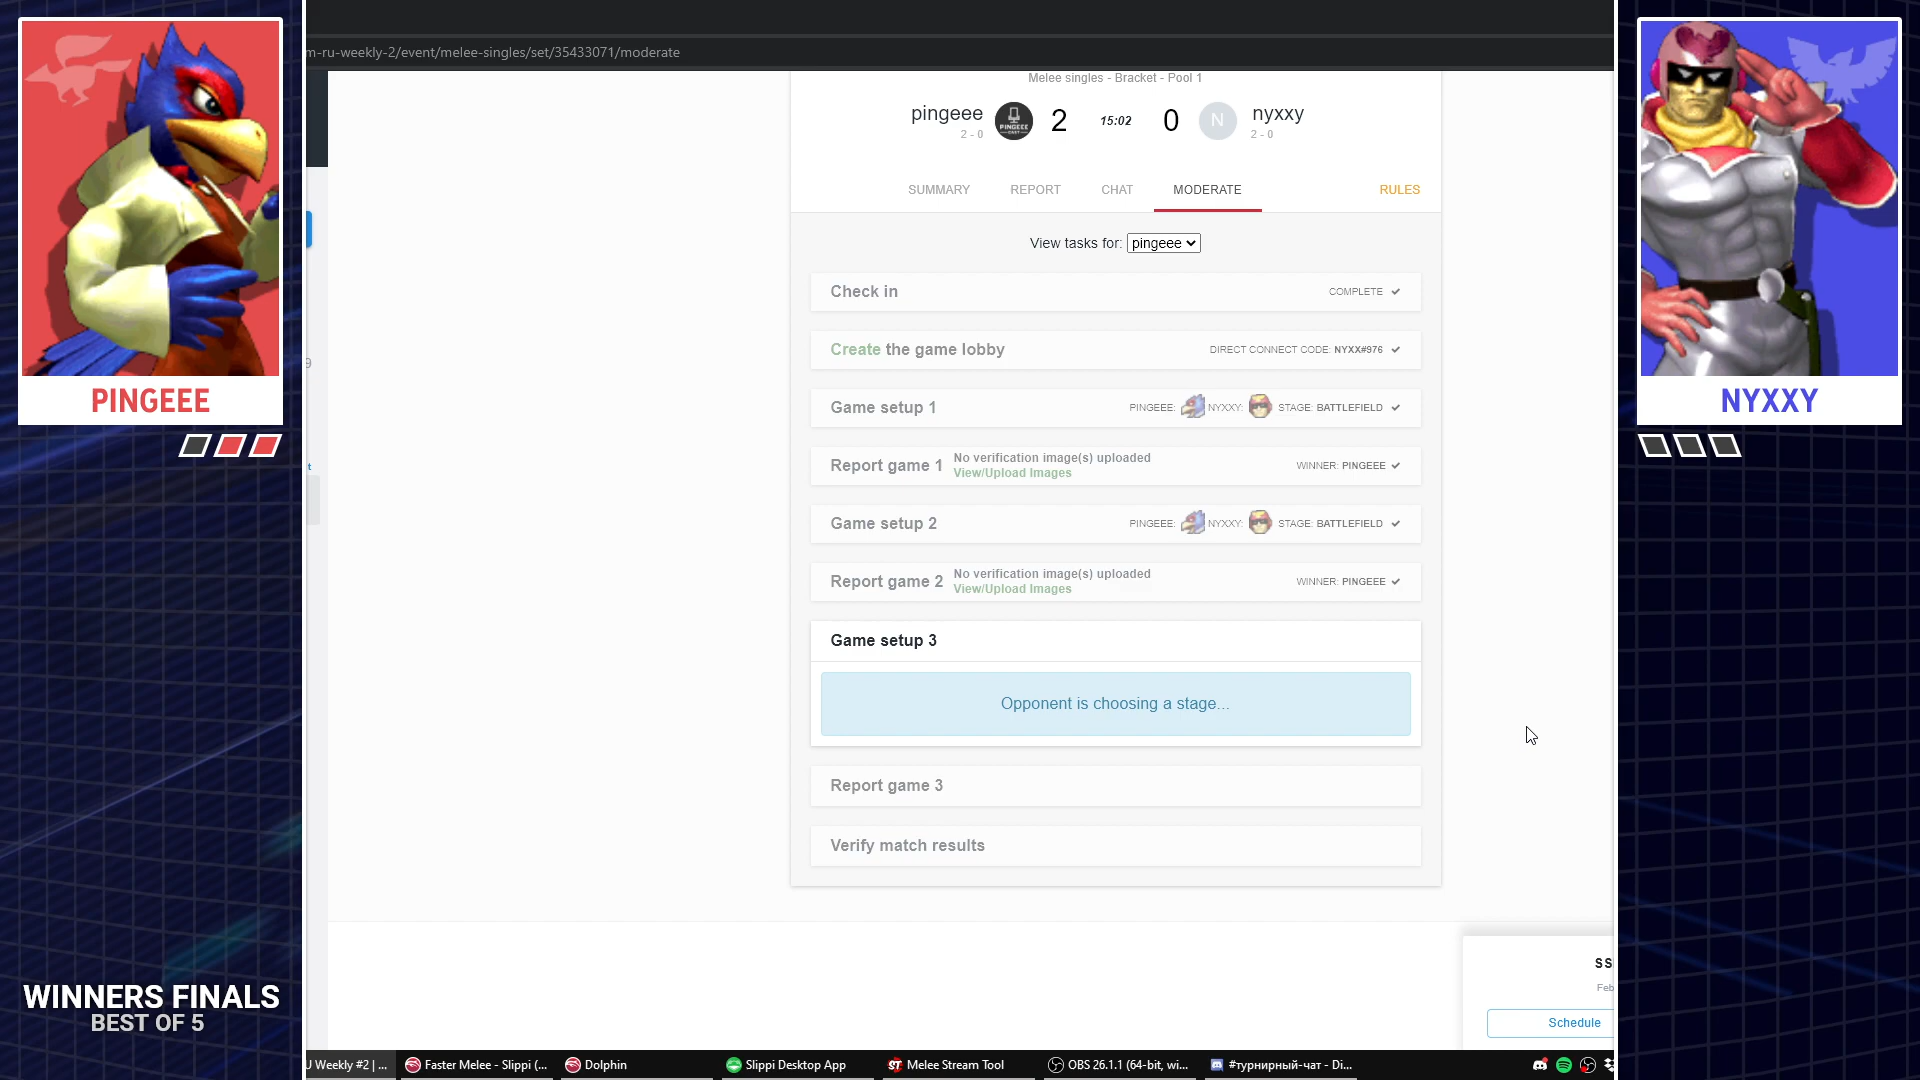 m-ru-weekly-2/event/melee-singles/set/35433071/moderate
Melee singles - Bracket - Pool 1
pingeee 2 15:02 0 N nyxxy
2 - 0 PINGEEE 2 - 0
SUMMARY REPORT CHAT MODERATE RULES
View tasks for: pingeee
Check in COMPLETE
Create the game lobby DIRECT CONNECT CODE: NYXX#976
Game setup 1 PINGEEE: NYXXY: STAGE: BATTLEFIELD
Report game 1 No verification image(s) uploaded
View/Upload Images WINNER: PINGEEE
Game setup 2 PINGEEE: NYXXY: STAGE: BATTLEFIELD
Report game 2 No verification image(s) uploaded
View/Upload Images WINNER: PINGEEE
Game setup 3
Opponent is choosing a stage...
Report game 3
Verify match results
PINGEEE
NYXXY
9
t
WINNERS FINALS
BEST OF 5
SS
Feb
Schedule
U Weekly #2 | ... Faster Melee - Slippi (... Dolphin Slippi Desktop App ST Melee Stream Tool OBS 26.1.1 (64-bit, wi... #турнирный-чат - Di...